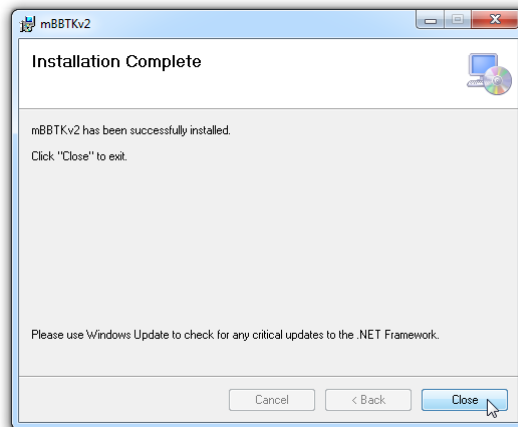 mBBTKv2
Installation Complete
mBBTKv2 has been successfully installed.
Click "Close" to exit.
Please use Windows Update to check for any critical updates to the .NET Framework.
Cancel
< Back
Close